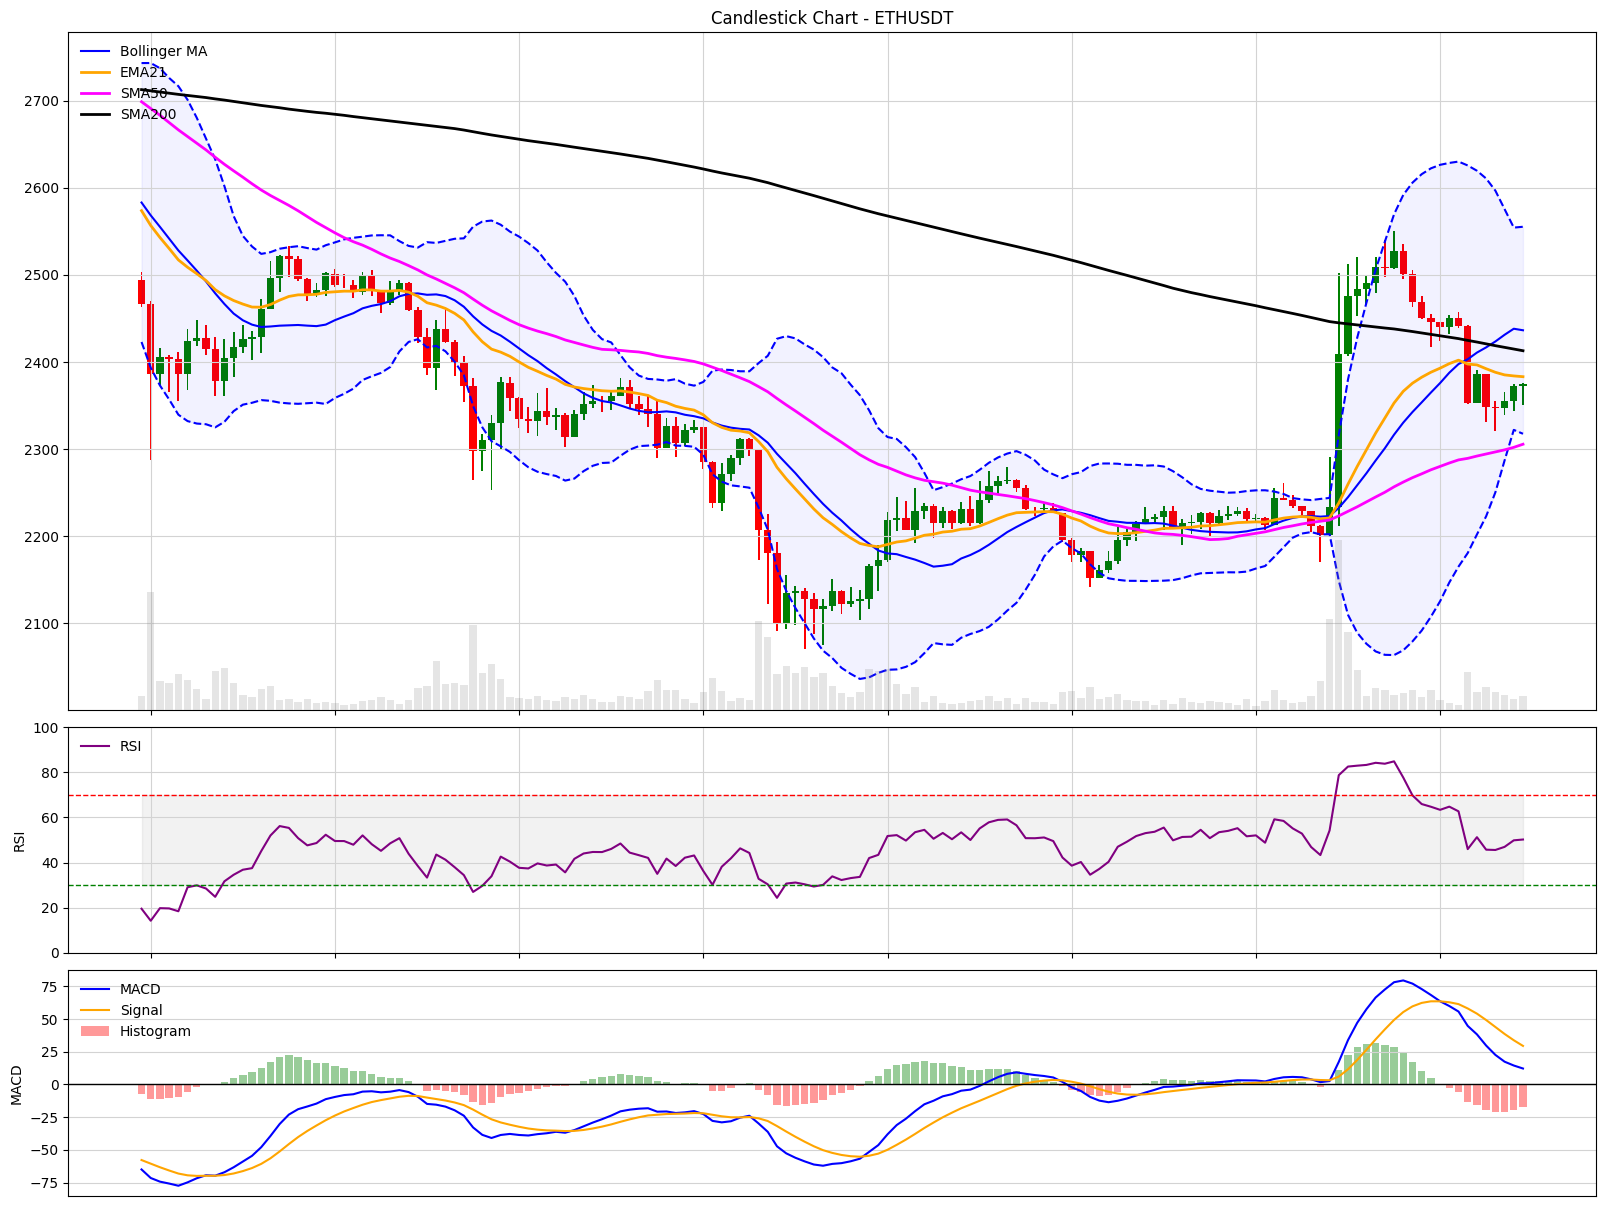 Candlestick Chart - ETHUSDT
Bollinger MA
EMA21
SMA50
SMA200
2700
2600
2500
2400
2300
2200
2100
RSI
100
80
60
40
20
0
RSI
MACD
Signal
Histogram
75
50
25
0
−25
−50
−75
MACD